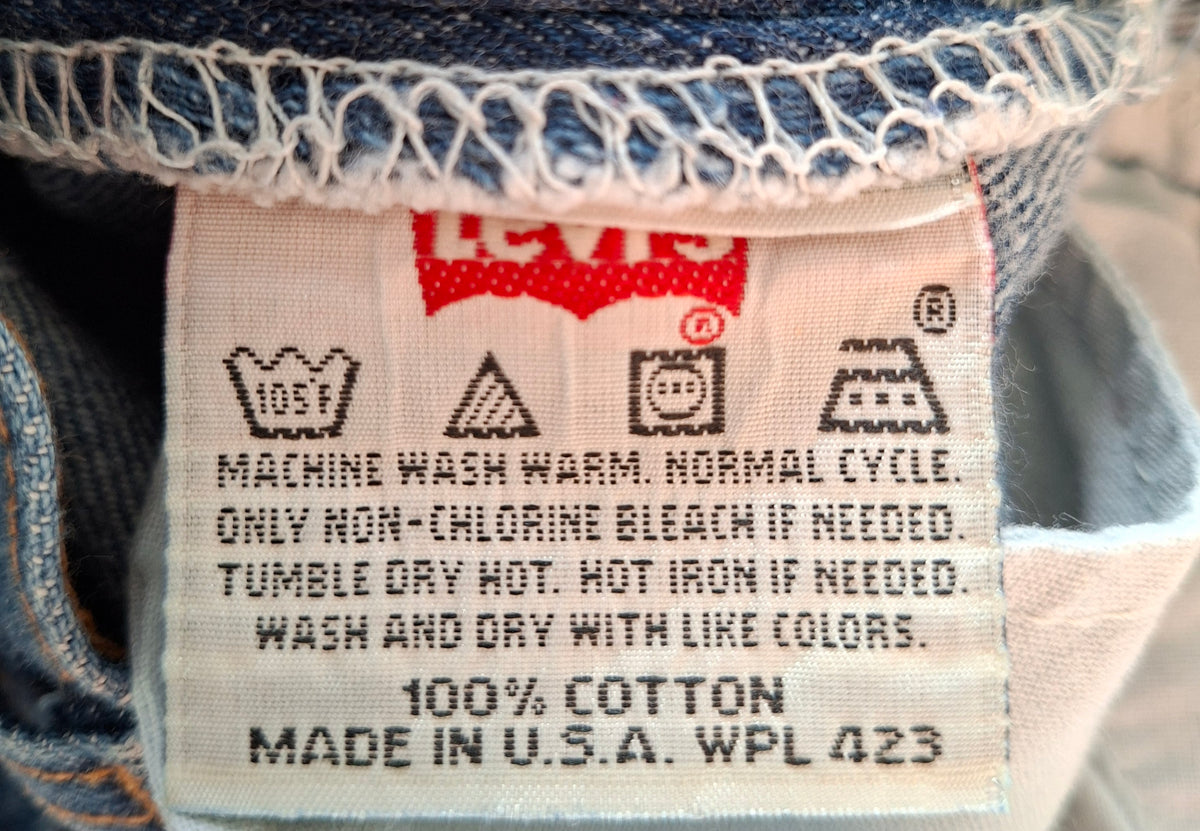 LEVI'S
®
®
105°F
MACHINE WASH WARM. NORMAL CYCLE.
ONLY NON-CHLORINE BLEACH IF NEEDED.
TUMBLE DRY HOT. HOT IRON IF NEEDED.
WASH AND DRY WITH LIKE COLORS.
100% COTTON
MADE IN U.S.A. WPL 423